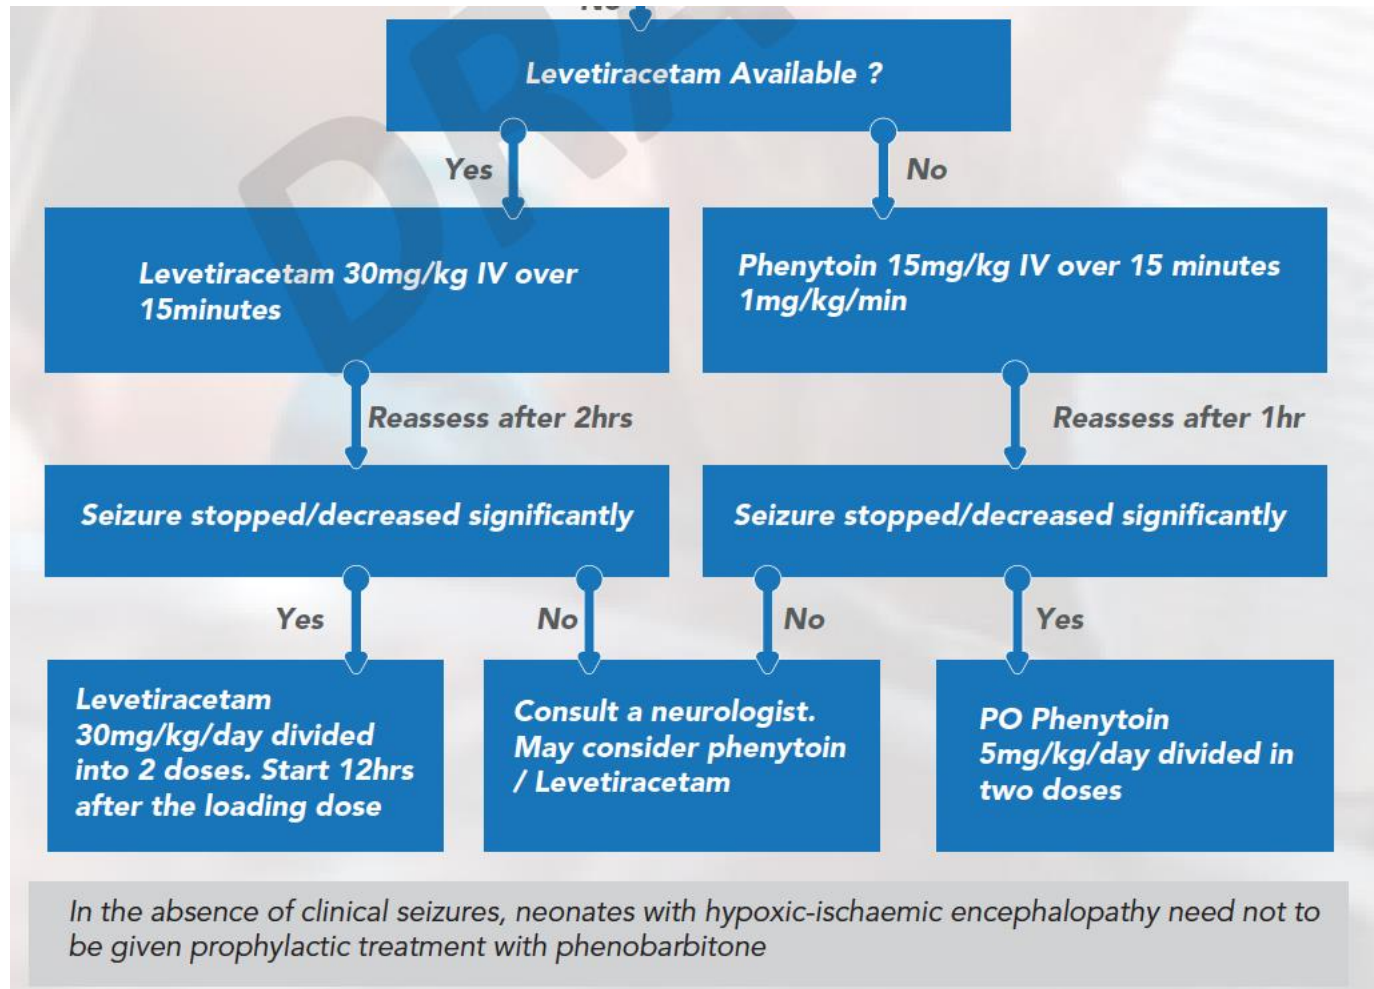 No
Levetiracetam Available ?
Yes
No
Levetiracetam 30mg/kg IV over
15minutes
Phenytoin 15mg/kg IV over 15 minutes
1mg/kg/min
Reassess after 2hrs
Reassess after 1hr
Seizure stopped/decreased significantly
Seizure stopped/decreased significantly
Yes
No
No
Yes
Levetiracetam
30mg/kg/day divided
into 2 doses. Start 12hrs
after the loading dose
Consult a neurologist.
May consider phenytoin
/ Levetiracetam
PO Phenytoin
5mg/kg/day divided in
two doses
In the absence of clinical seizures, neonates with hypoxic-ischaemic encephalopathy need not to
be given prophylactic treatment with phenobarbitone
DRA